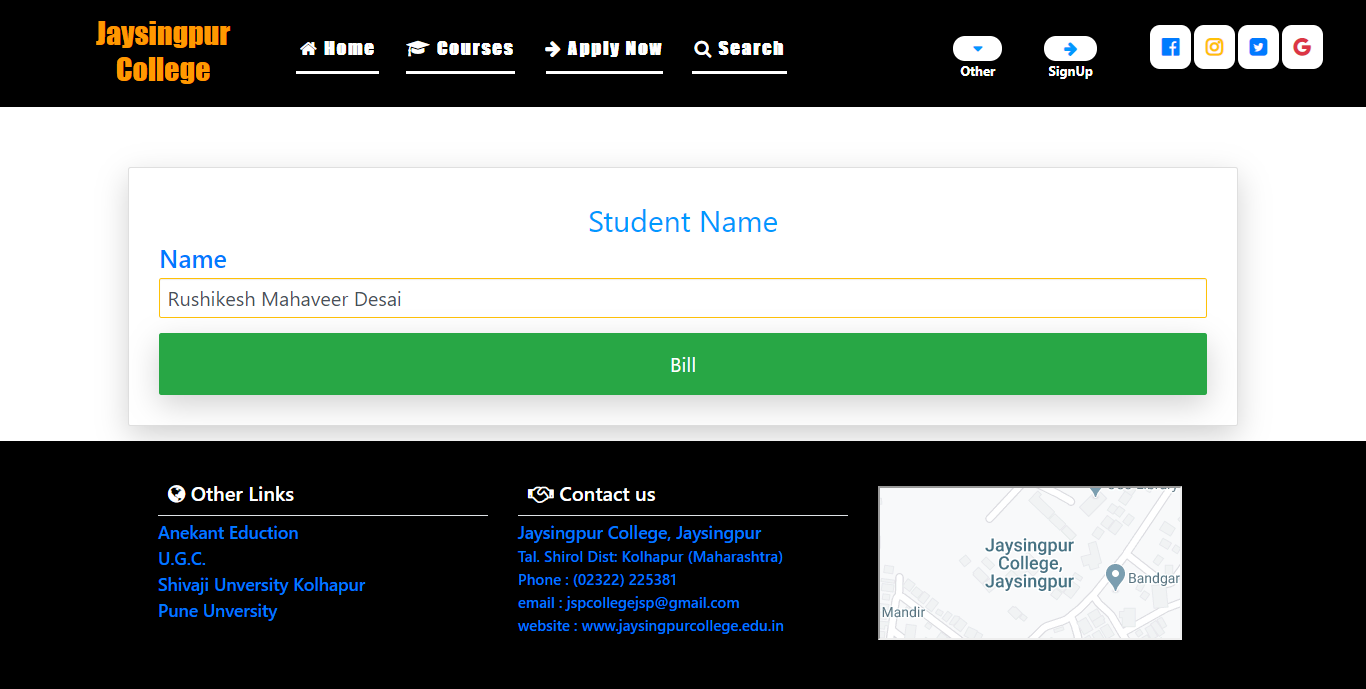 Jaysingpur
College
Home
Courses
Apply Now
Search
Other
SignUp
Student Name
Name
Rushikesh Mahaveer Desai
Bill
Other Links
Anekant Eduction
U.G.C.
Shivaji Unversity Kolhapur
Pune Unversity
Contact us
Jaysingpur College, Jaysingpur
Tal. Shirol Dist: Kolhapur (Maharashtra)
Phone : (02322) 225381
email : jspcollegejsp@gmail.com
website : www.jaysingpurcollege.edu.in
Library
Jaysingpur
College,
Jaysingpur
Bandgar
Mandir